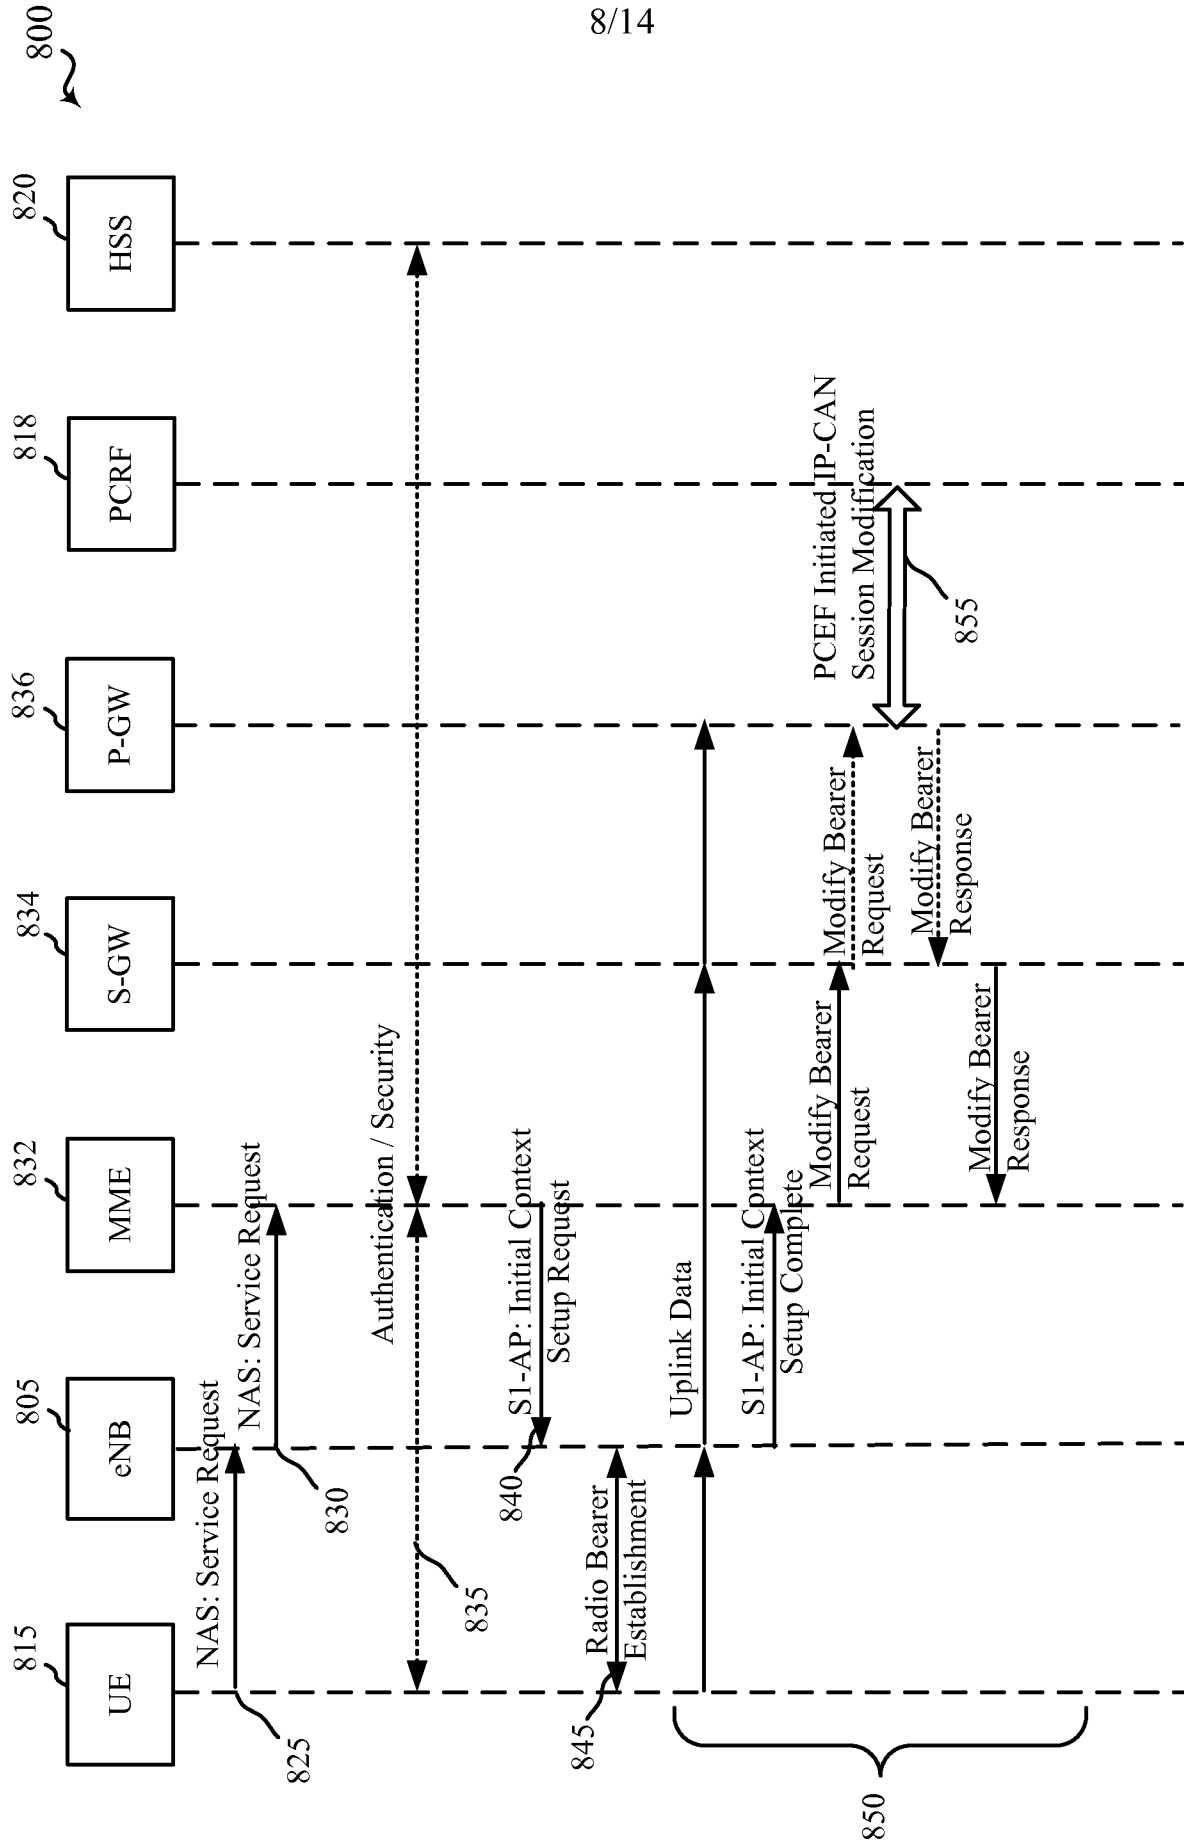 8/14
800
815
805
832
834
836
818
820
UE
eNB
MME
S-GW
P-GW
PCRF
HSS
NAS: Service Request
825
NAS: Service Request
830
Authentication / Security
835
S1-AP: Initial Context
Setup Request
840
Radio Bearer
Establishment
845
Uplink Data
S1-AP: Initial Context
Setup Complete
Modify Bearer
Request
Modify Bearer
Request
PCEF Initiated IP-CAN
Session Modification
855
Modify Bearer
Response
Modify Bearer
Response
850